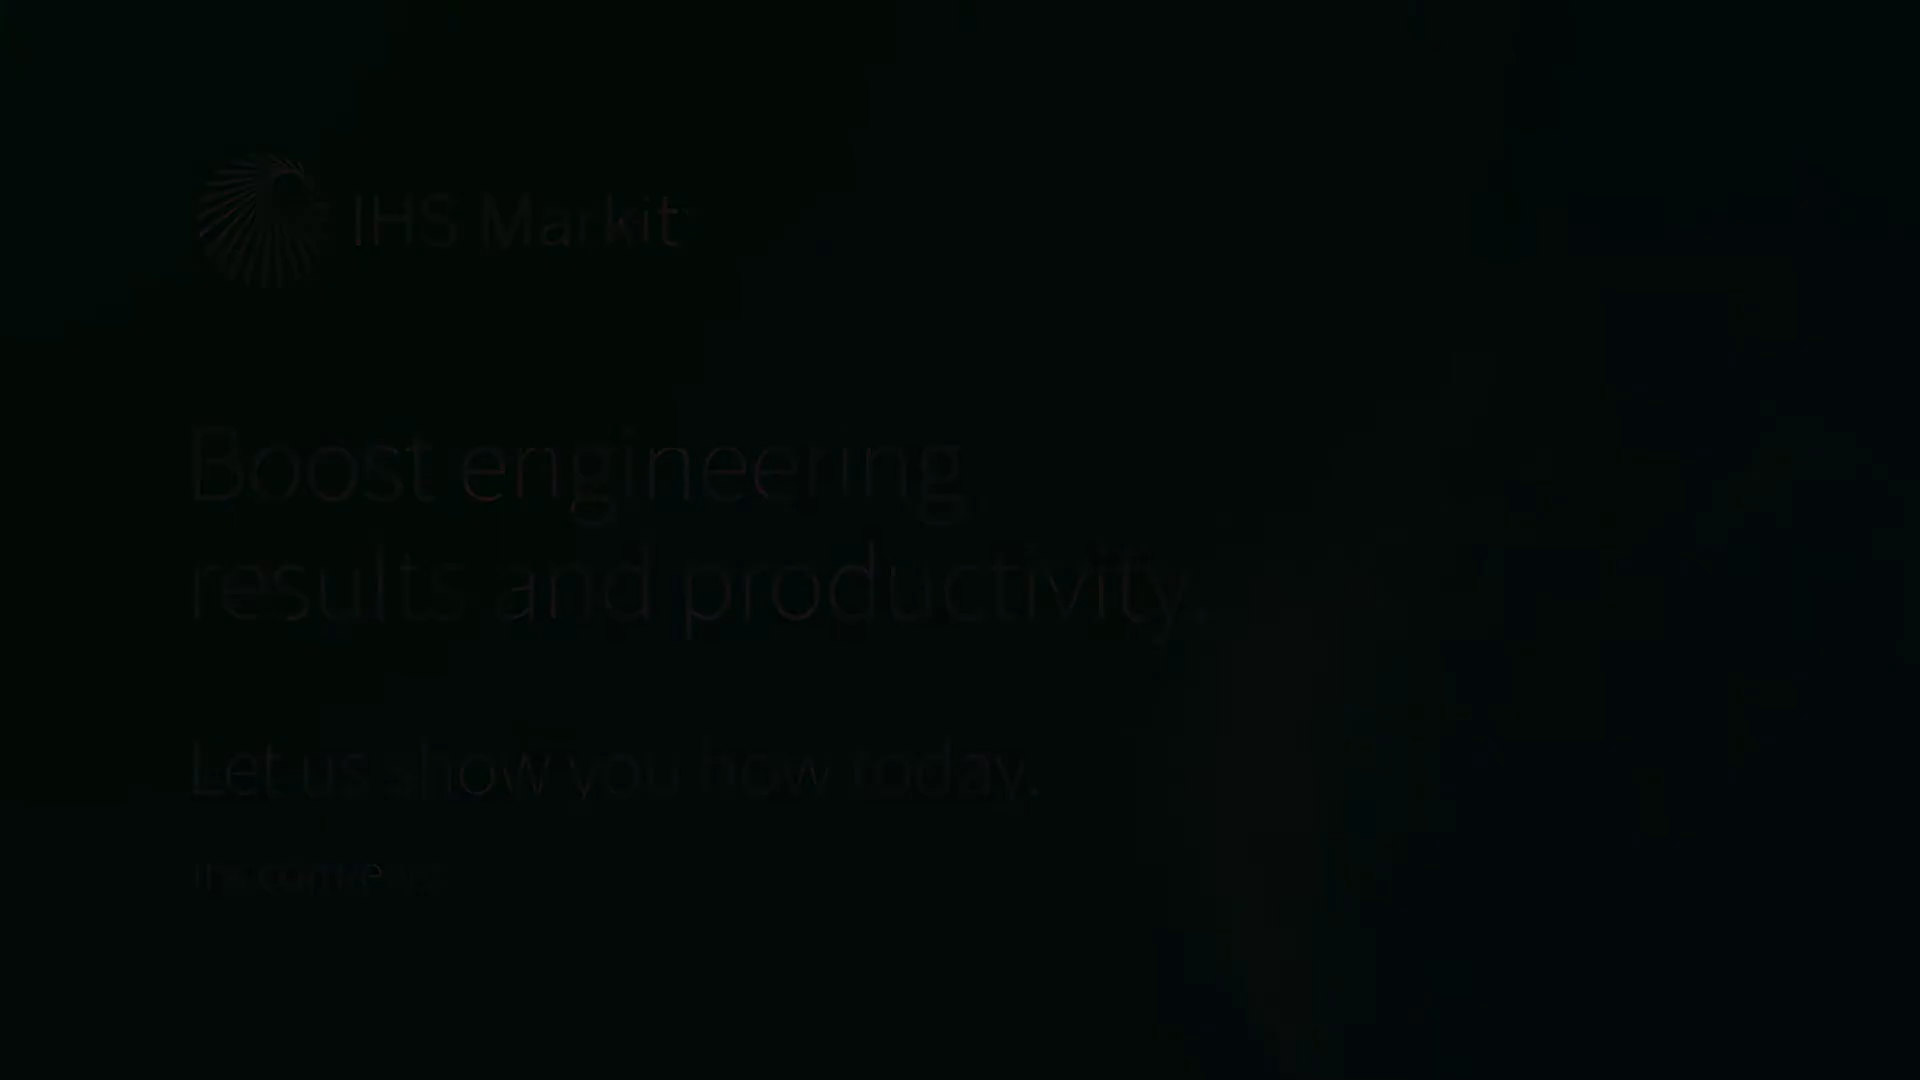 IHS Markit
Boost engineering
results and productivity.
Let us show you how today.